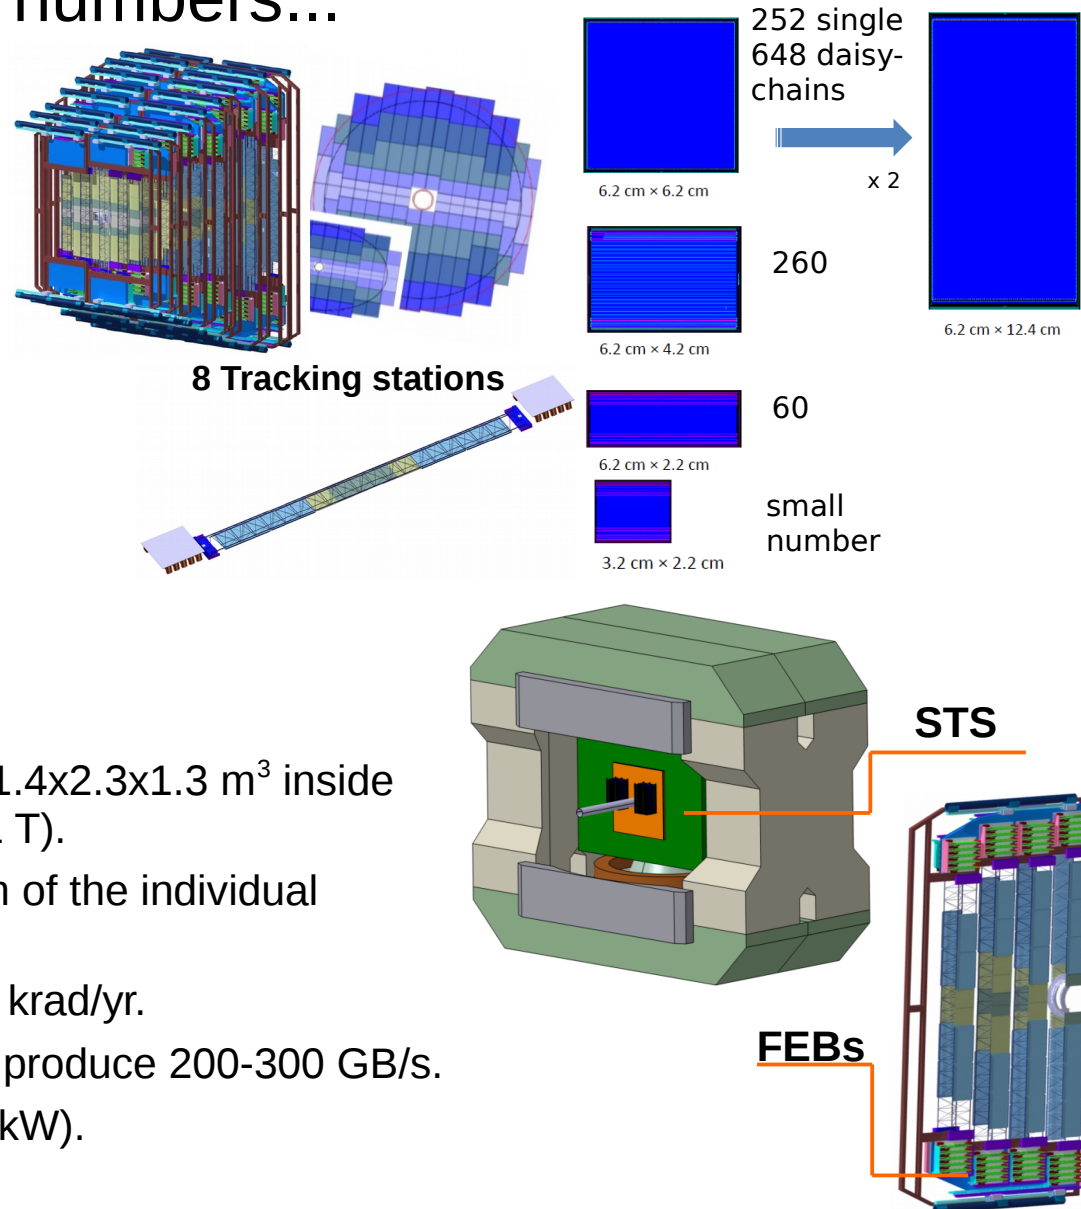 numbers...
252 single
648 daisy-
chains
x 2
6.2 cm × 6.2 cm
260
6.2 cm × 4.2 cm
6.2 cm × 12.4 cm
8 Tracking stations
60
6.2 cm × 2.2 cm
small
number
3.2 cm × 2.2 cm
STS
1.4x2.3x1.3 m³ inside
T).
of the individual
krad/yr.
produce 200-300 GB/s.
FEBs
kW).